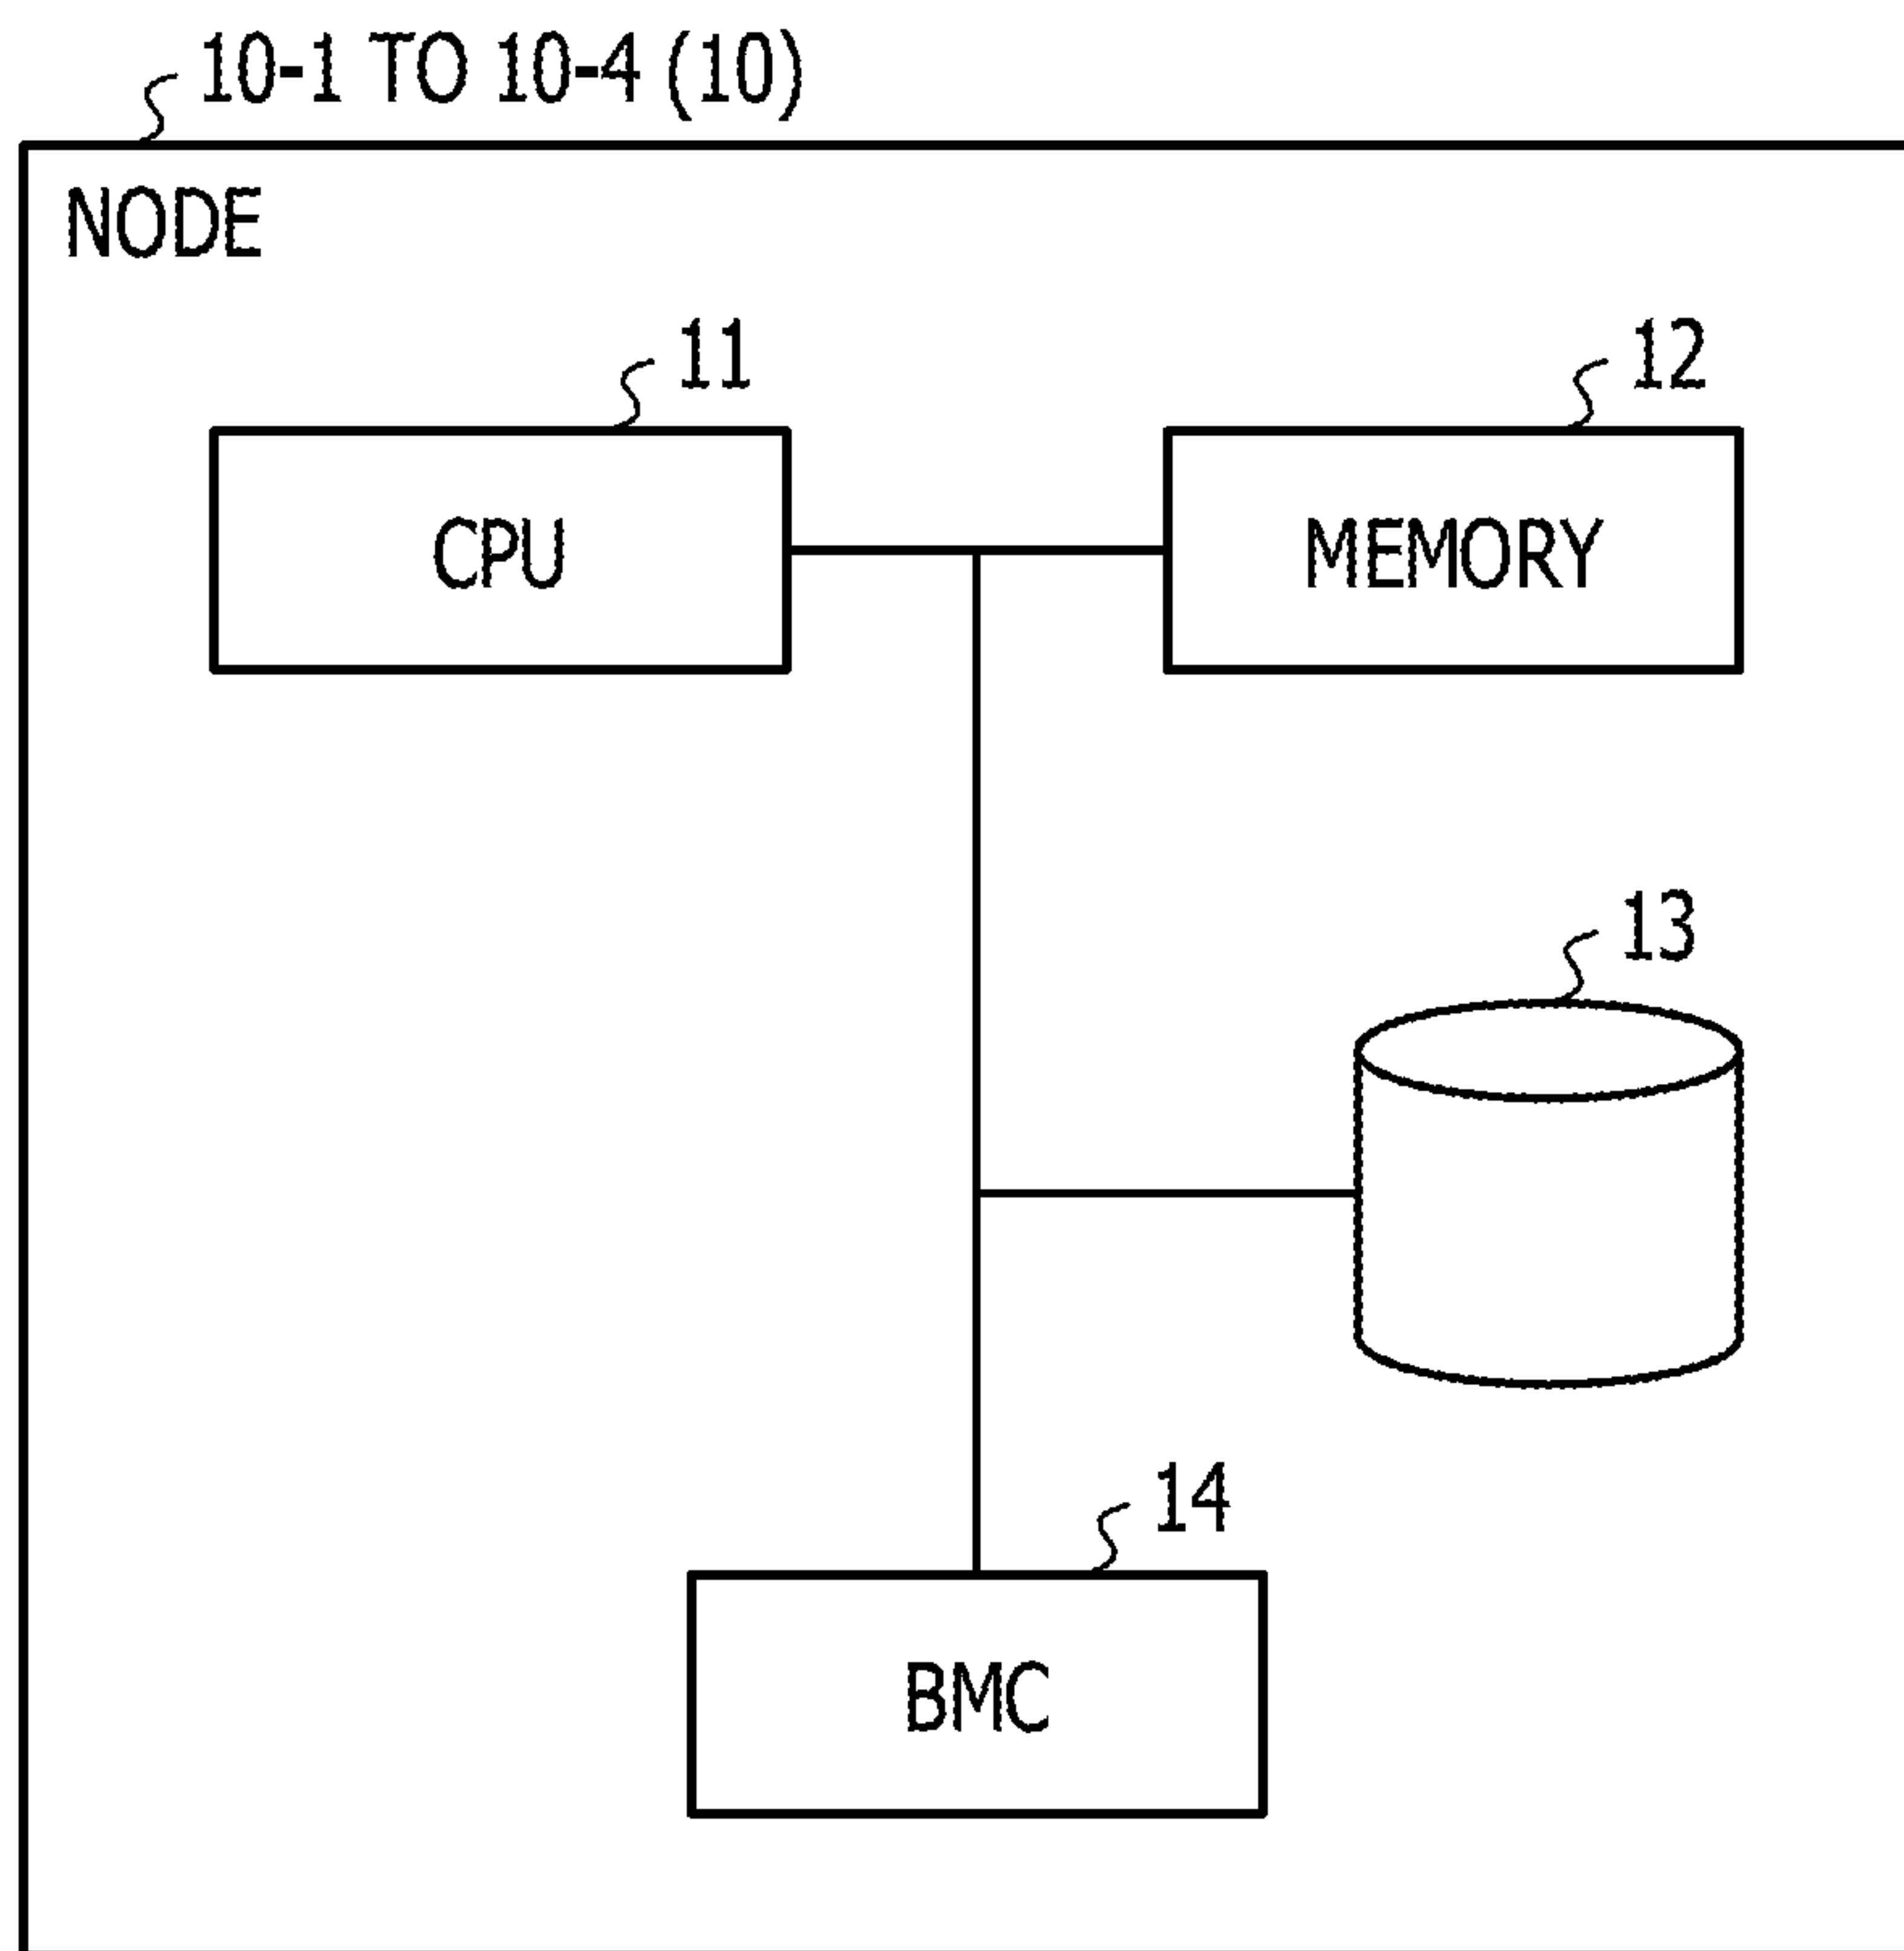 10-1 TO 10-4 (10)
NODE
11
12
CPU
MEMORY
13
14
BMC